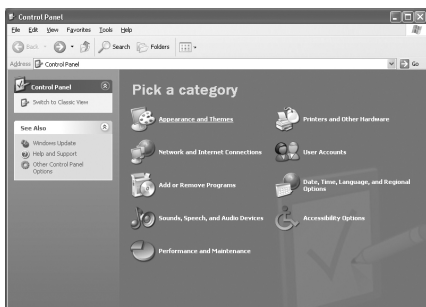 Control Panel
File Edit View Favorites Tools Help
Back Search Folders
Address Control Panel Go
Control Panel
Switch to Classic View
See Also
Windows Update
Help and Support
Other Control Panel
Options
Pick a category
Appearance and Themes
Printers and Other Hardware
Network and Internet Connections
User Accounts
Add or Remove Programs
Date, Time, Language, and Regional
Options
Sounds, Speech, and Audio Devices
Accessibility Options
Performance and Maintenance